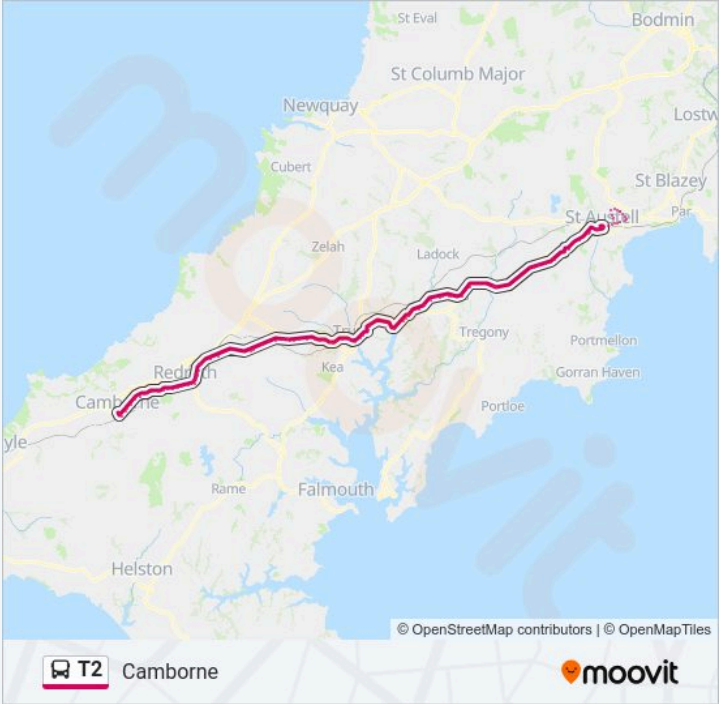 St Eval
Bodmin
St Columb Major
Newquay
Lostw
Cubert
St Blazey
Par
St Austell
Zelah
Ladock
Tregony
Portmellon
Kea
Redruth
Gorran Haven
Camborne
Portloe
yle
Rame
Falmouth
Helston
© OpenStreetMap contributors | © OpenMapTiles
T2 Camborne
moovit